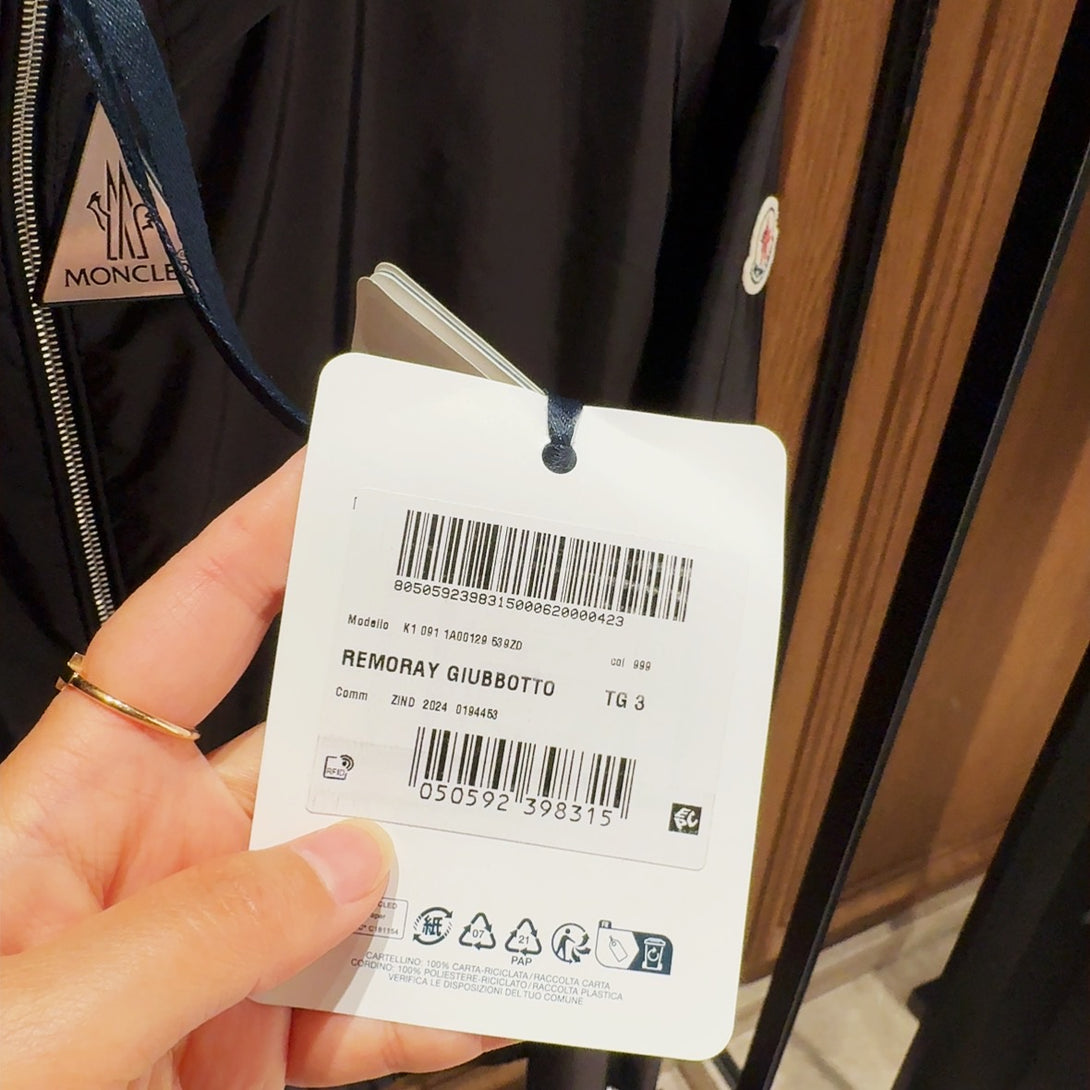 MONCLE
8050592398315000620000423
Modello K1 091 1A00129 539ZD
col 999
REMORAY GIUBBOTTO
TG 3
Comm ZIND 2024 0194453
RFID
050592 398315
紙
07
21
PAP
CARTELLINO: 100% CARTA-RICICLATA/RACCOLTA CARTA
CORDINO: 100% POLIESTERE-RICICLATO/RACCOLTA PLASTICA
VERIFICA LE DISPOSIZIONI DEL TUO COMUNE